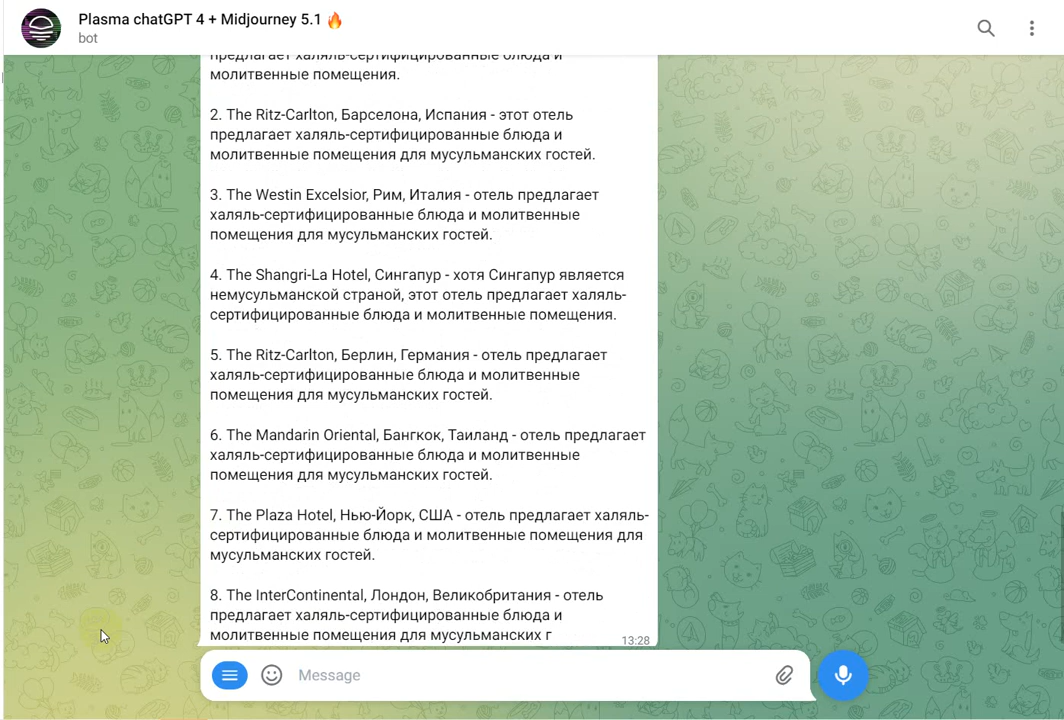 Plasma chatGPT 4 + Midjourney 5.1 🔥
bot
предлагает халяль-сертифицированные блюда и
молитвенные помещения.
2. The Ritz-Carlton, Барселона, Испания - этот отель
предлагает халяль-сертифицированные блюда и
молитвенные помещения для мусульманских гостей.
3. The Westin Excelsior, Рим, Италия - отель предлагает
халяль-сертифицированные блюда и молитвенные
помещения для мусульманских гостей.
4. The Shangri-La Hotel, Сингапур - хотя Сингапур является
немусульманской страной, этот отель предлагает халяль-
сертифицированные блюда и молитвенные помещения.
5. The Ritz-Carlton, Берлин, Германия - отель предлагает
халяль-сертифицированные блюда и молитвенные
помещения для мусульманских гостей.
6. The Mandarin Oriental, Бангкок, Таиланд - отель предлагает
халяль-сертифицированные блюда и молитвенные
помещения для мусульманских гостей.
7. The Plaza Hotel, Нью-Йорк, США - отель предлагает халяль-
сертифицированные блюда и молитвенные помещения для
мусульманских гостей.
8. The InterContinental, Лондон, Великобритания - отель
предлагает халяль-сертифицированные блюда и
молитвенные помещения для мусульманских г
13:28
Message